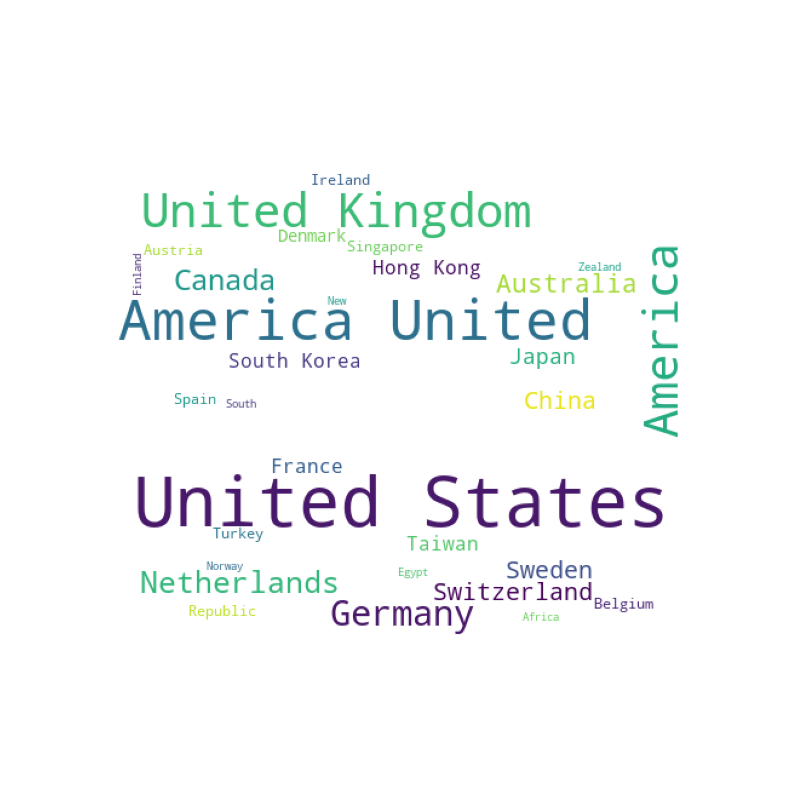 Ireland
United Kingdom
Denmark
Singapore
Austria
Finland
Hong Kong
Zealand
Canada
Australia
America
New
America United
South Korea
Japan
Spain
South
China
France
United States
Turkey
Taiwan
Norway
Egypt
Sweden
Netherlands
Switzerland
Republic
Germany
Belgium
Africa